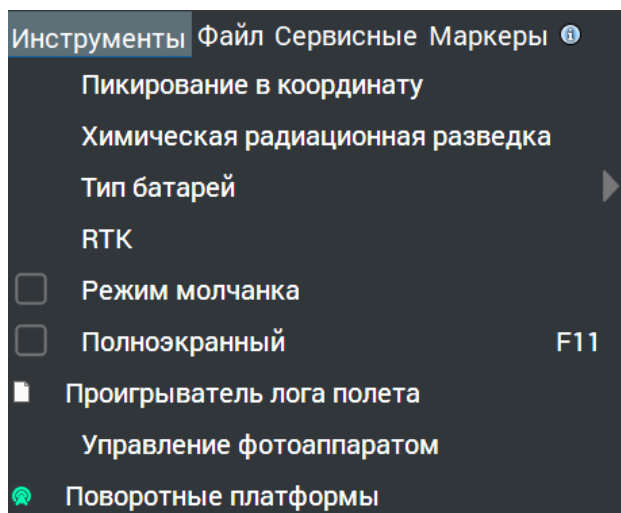 Инструменты Файл Сервисные Маркеры
Пикирование в координату
Химическая радиационная разведка
Тип батарей
RTK
Режим молчанка
Полноэкранный F11
Проигрыватель лога полета
Управление фотоаппаратом
Поворотные платформы